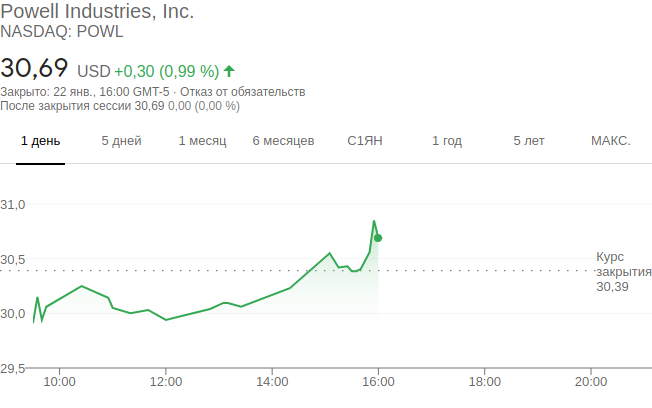 Powell Industries, Inc.
NASDAQ: POWL
30,69 USD +0,30 (0,99 %)
Закрыто: 22 янв., 16:00 GMT-5 · Отказ от обязательств
После закрытия сессии 30,69 0,00 (0,00 %)
1 день 5 дней 1 месяц 6 месяцев С1ЯН 1 год 5 лет МАКС.
31,0
30,5
30,0
29,5
Курс
закрытия
30,39
10:00 12:00 14:00 16:00 18:00 20:00